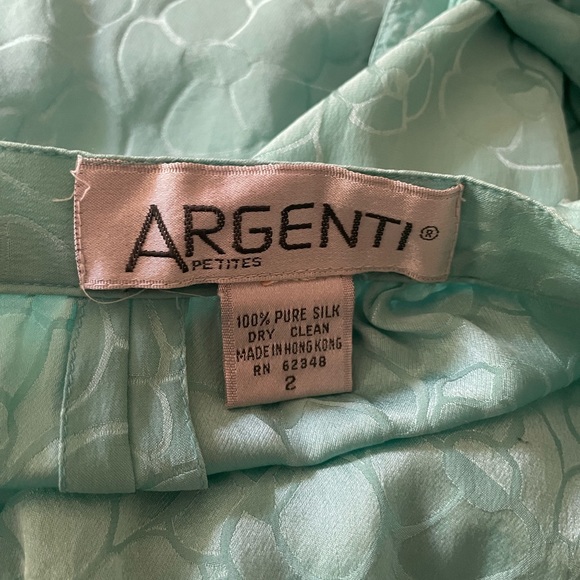 ARGENTI®
PETITES
100% PURE SILK
DRY CLEAN
MADE IN HONG KONG
RN 62348
2